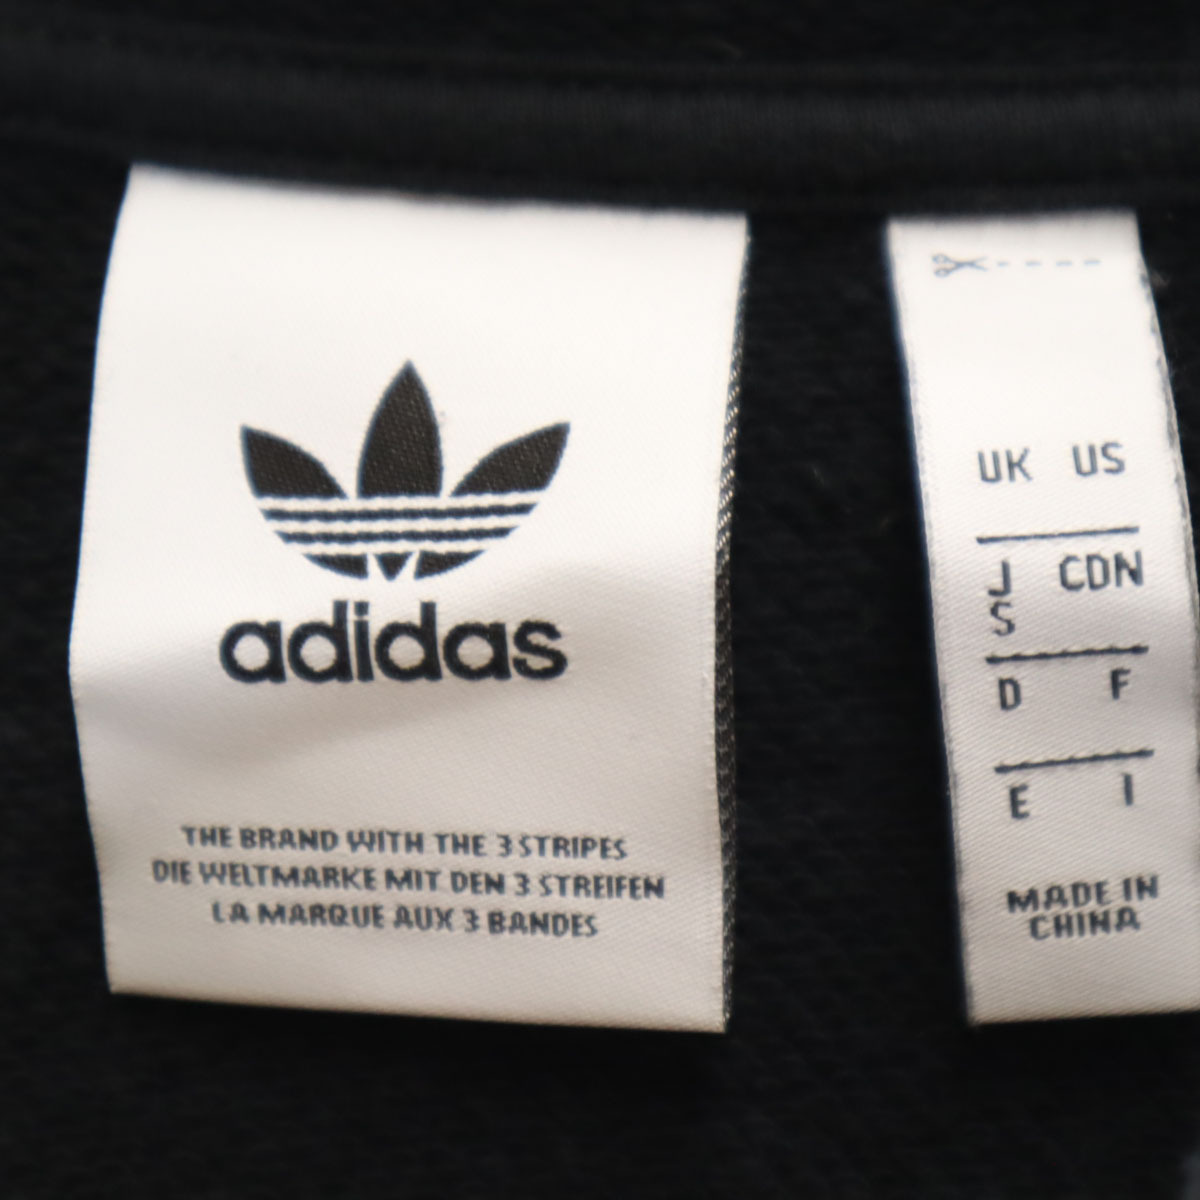 adidas
THE BRAND WITH THE 3 STRIPES
DIE WELTMARKE MIT DEN 3 STREIFEN
LA MARQUE AUX 3 BANDES
UK US
J CDN
S
D F
E I
MADE IN
CHINA